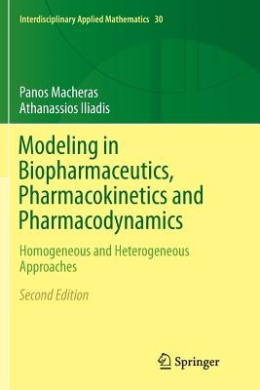 Interdisciplinary Applied Mathematics 30
Panos Macheras
Athanassios Iliadis
Modeling in
Biopharmaceutics,
Pharmacokinetics and
Pharmacodynamics
Homogeneous and Heterogeneous
Approaches
Second Edition
Springer